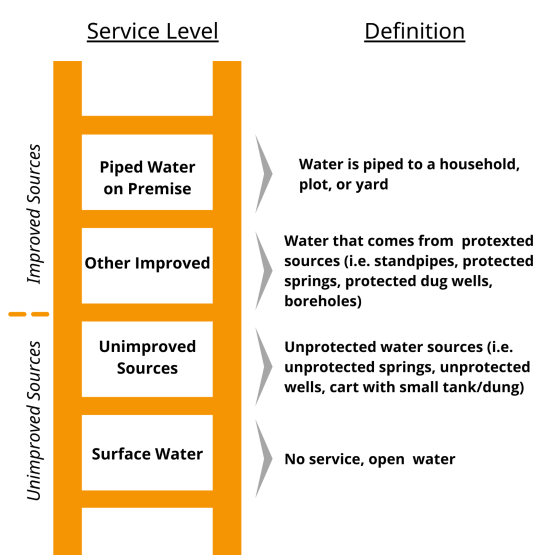 Service Level
Definition
Improved Sources
Piped Water
on Premise
Water is piped to a household,
plot, or yard
Other Improved
Water that comes from  protexted
sources (i.e. standpipes, protected
springs, protected dug wells,
boreholes)
Unimproved Sources
Unimproved
Sources
Unprotected water sources (i.e.
unprotected springs, unprotected
wells, cart with small tank/dung)
Surface Water
No service, open  water